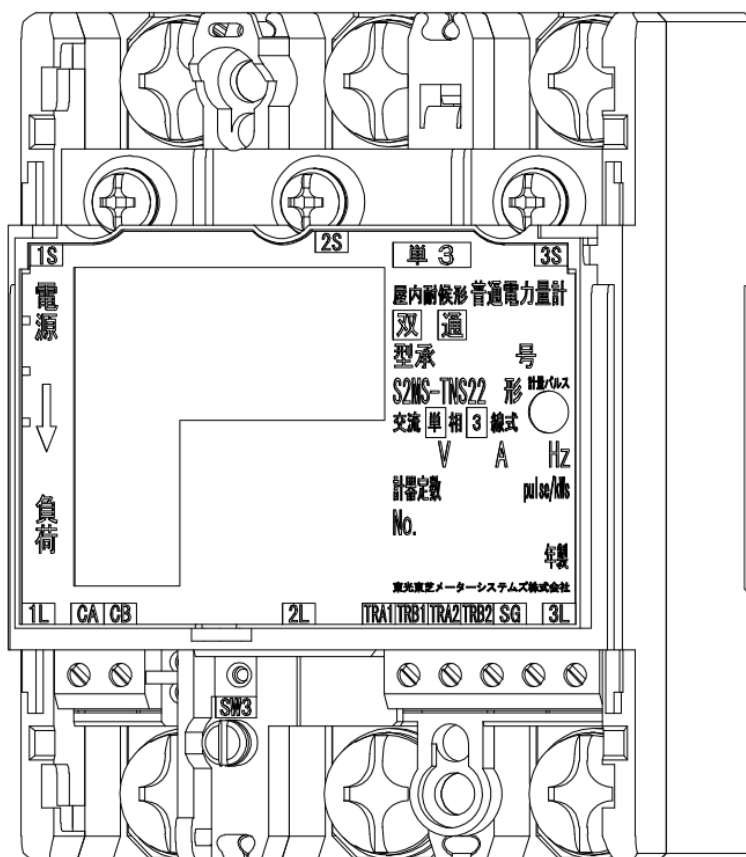 1S
2S
単3
3S
電源
屋内耐候形 普通電力量計
双 通
型承 号
S2MS-TNS22 形
計量パルス
交流 単 相 3 線式
V A Hz
負荷
計器定数 pulse/kWs
No.
年製
東光東芝メーターシステムズ株式会社
1L CA CB 2L TRA1 TRB1 TRA2 TRB2 SG 3L
SW3